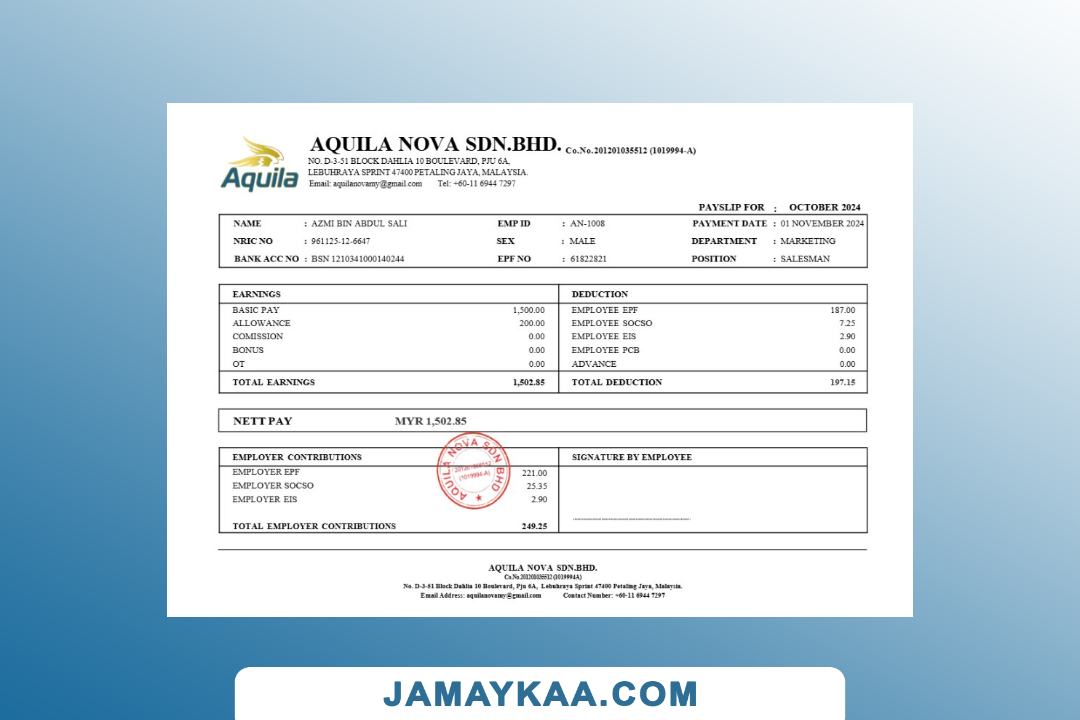 AQUILA NOVA SDN.BHD. Co.No.201201035512 (1019994-A)
Aquila
NO. D-3-51 BLOCK DAHLIA 10 BOULEVARD, PJU 6A,
LEBUHRAYA SPRINT 47400 PETALING JAYA, MALAYSIA.
Email: aquilanovamy@gmail.com Tel: +60-11 6944 7297
PAYSLIP FOR : OCTOBER 2024
NAME : AZMI BIN ABDUL SALI EMP ID : AN-1008 PAYMENT DATE : 01 NOVEMBER 2024
NRIC NO : 961125-12-6647 SEX : MALE DEPARTMENT : MARKETING
BANK ACC NO : BSN 1210341000140244 EPF NO : 61822821 POSITION : SALESMAN
EARNINGS DEDUCTION
BASIC PAY 1,500.00 EMPLOYEE EPF 187.00
ALLOWANCE 200.00 EMPLOYEE SOCSO 7.25
COMISSION 0.00 EMPLOYEE EIS 2.90
BONUS 0.00 EMPLOYEE PCB 0.00
OT 0.00 ADVANCE 0.00
TOTAL EARNINGS 1,502.85 TOTAL DEDUCTION 197.15
NETT PAY MYR 1,502.85
EMPLOYER CONTRIBUTIONS SIGNATURE BY EMPLOYEE
EMPLOYER EPF 221.00
EMPLOYER SOCSO 25.35
EMPLOYER EIS 2.90
TOTAL EMPLOYER CONTRIBUTIONS 249.25
AQUILA NOVA SDN BHD
(1019994-A)
AQUILA NOVA SDN.BHD.
Co.No.201201035512 (1019994A)
No. D-3-51 Block Dahlia 10 Boulevard, Pju 6A, Lebuhraya Sprint 47400 Petaling Jaya, Malaysia.
Email Address: aquilanovamy@gmail.com Contact Number: +60-11 6944 7297
JAMAYKAA.COM